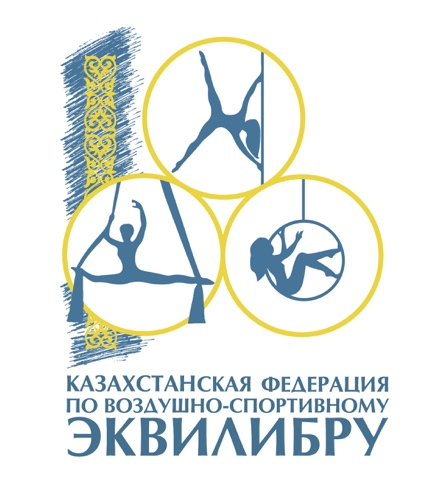 КАЗАХСТАНСКАЯ ФЕДЕРАЦИЯ
ПО ВОЗДУШНО-СПОРТИВНОМУ
ЭКВИЛИБРУ